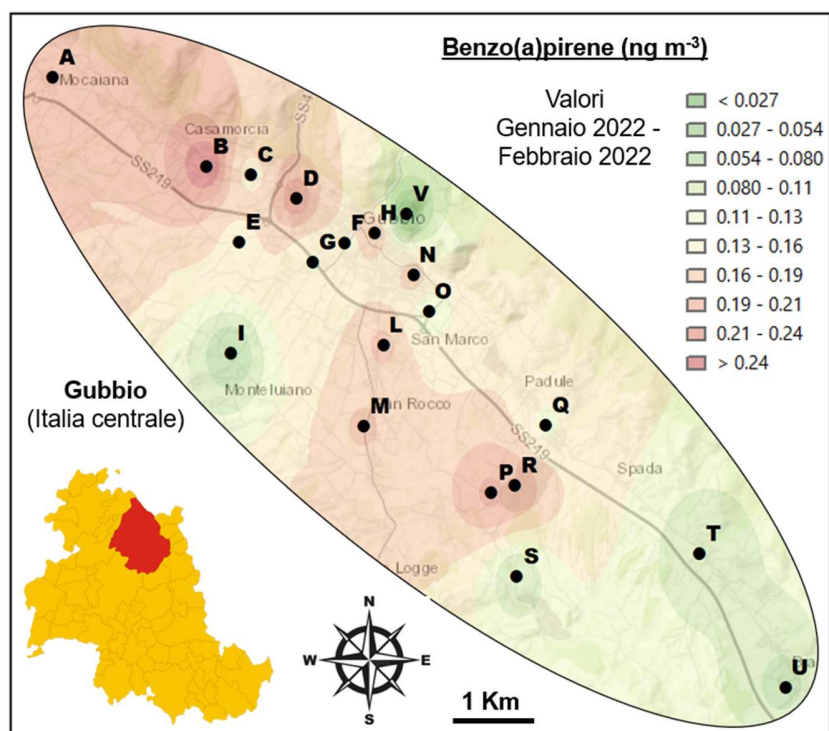 Benzo(a)pirene (ng m⁻³)
A
Mocaiana
Valori
Gennaio 2022 -
Febbraio 2022
< 0.027
0.027 - 0.054
0.054 - 0.080
0.080 - 0.11
0.11 - 0.13
0.13 - 0.16
0.16 - 0.19
0.19 - 0.21
0.21 - 0.24
> 0.24
SS4
Casamorcia
B
C
D
SS249
V
H
Gubbio
F
E
G
N
O
I
L
San Marco
Monteluiano
Padule
M
an Rocco
Q
SS249
Spada
P
R
T
S
Logge
U
Gubbio
(Italia centrale)
N
W
E
S
1 Km